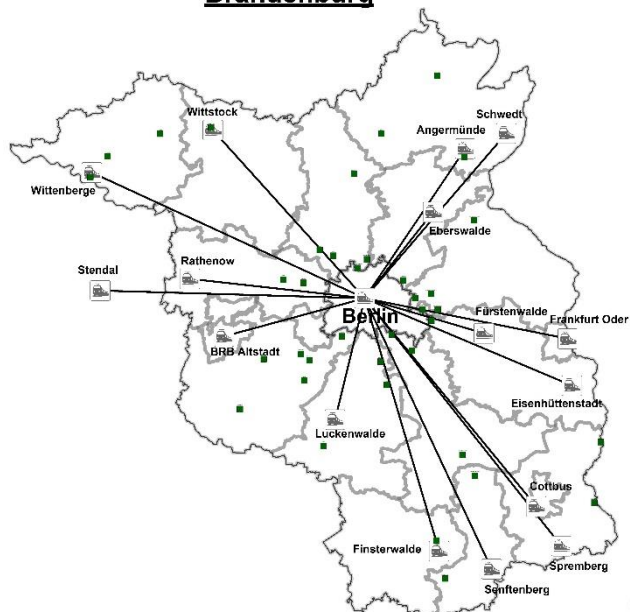 Brandenburg
Wittstock
Schwedt
Angermünde
Wittenberge
Eberswalde
Stendal
Rathenow
Berlin
Fürstenwalde
Frankfurt Oder
BRB Altstadt
Eisenhüttenstadt
Luckenwalde
Cottbus
Finsterwalde
Spremberg
Senftenberg